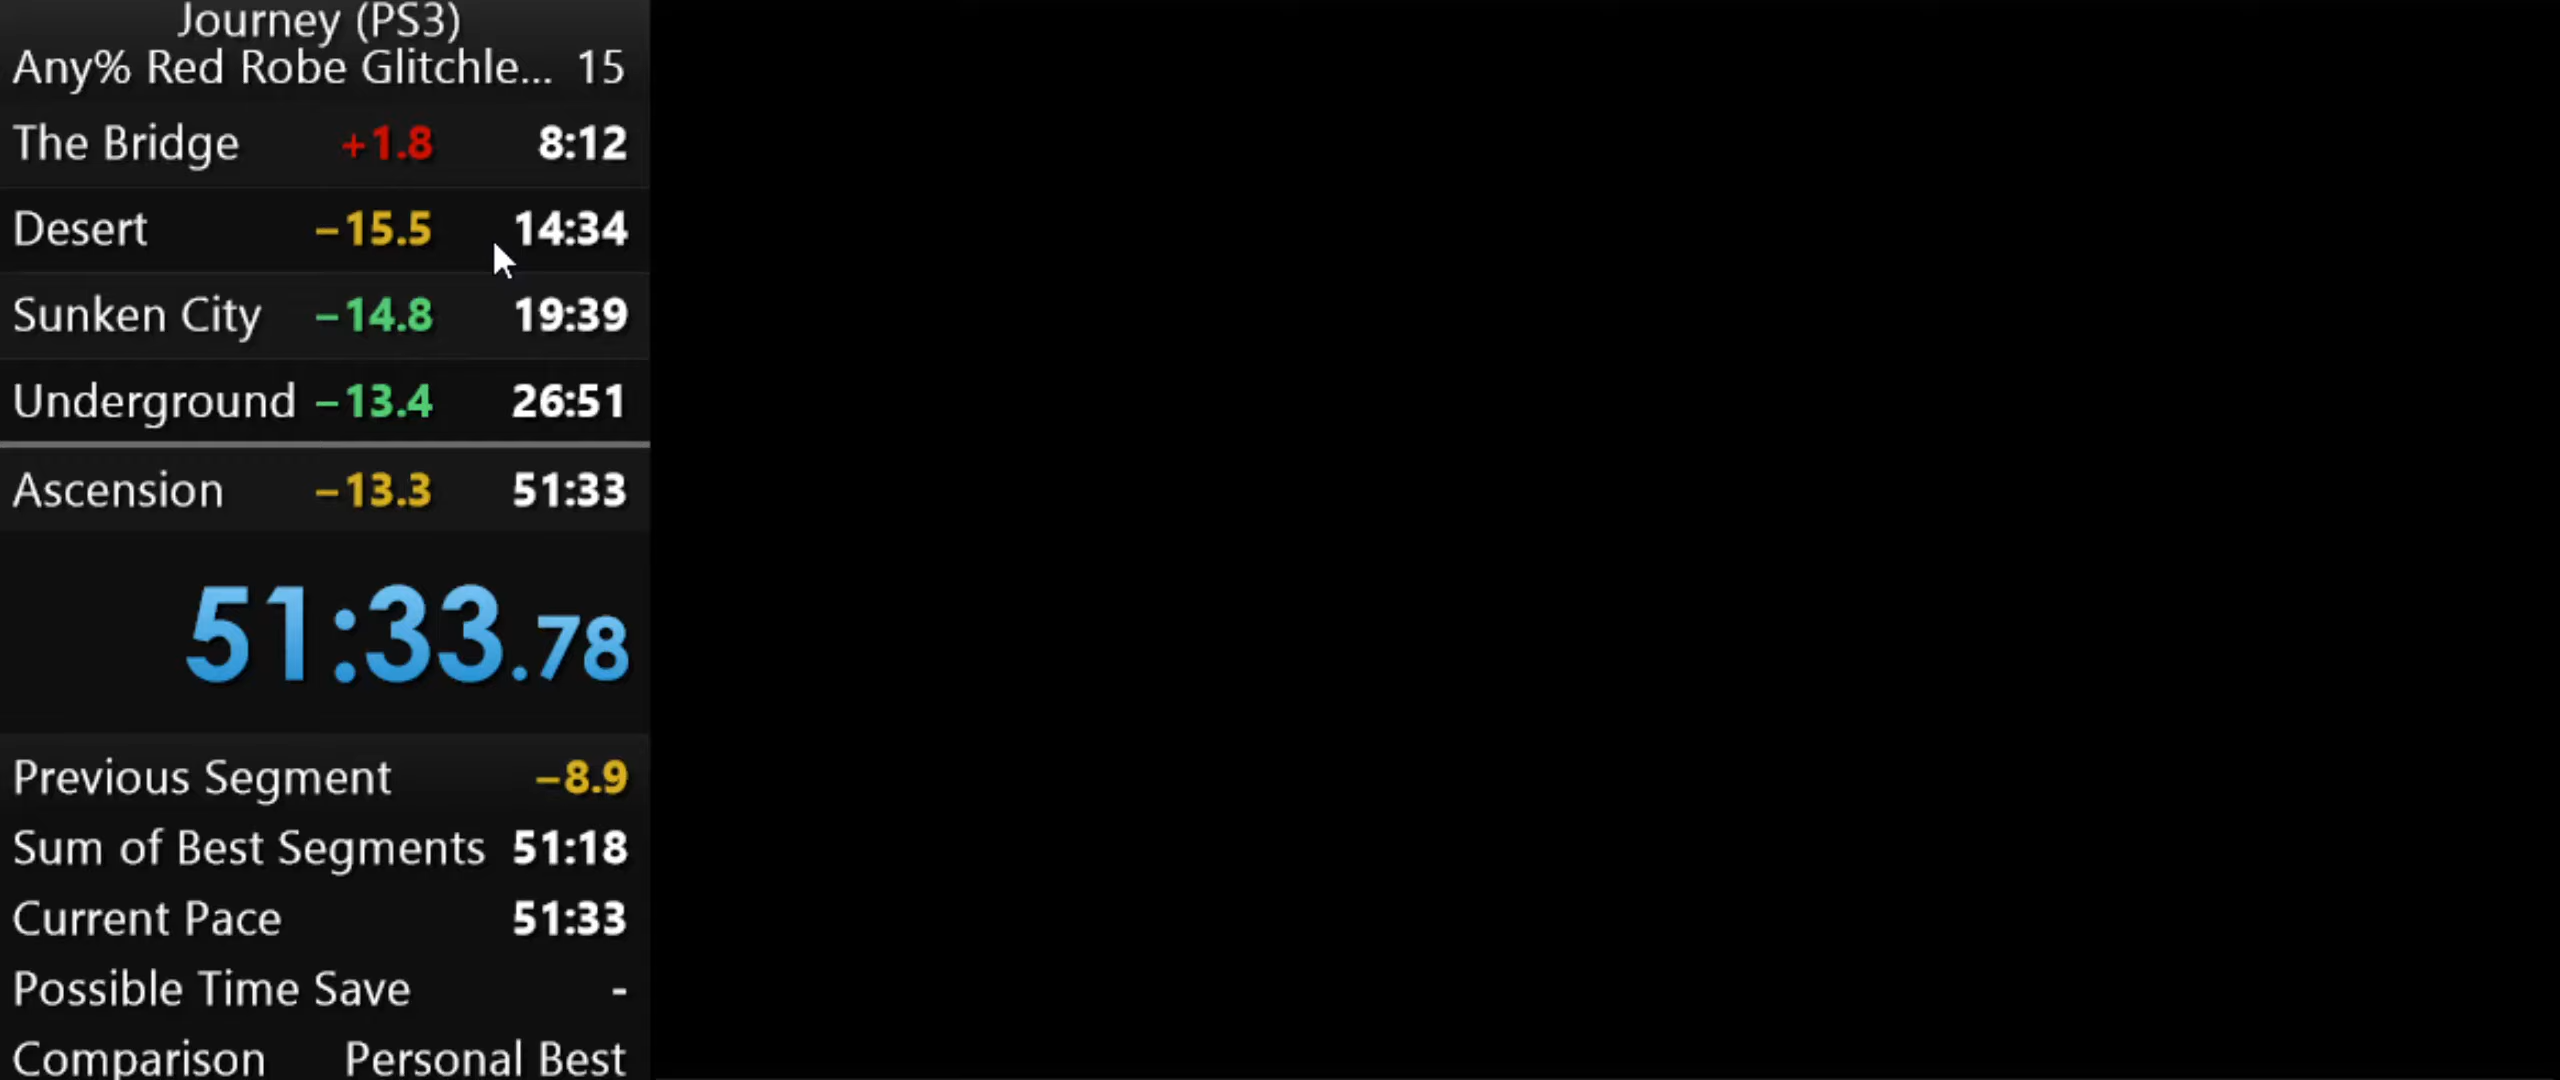 Journey (PS3)
Any% Red Robe Glitchle... 15
The Bridge +1.8 8:12
Desert −15.5 14:34
Sunken City −14.8 19:39
Underground −13.4 26:51
Ascension −13.3 51:33
51:33.78
Previous Segment −8.9
Sum of Best Segments 51:18
Current Pace 51:33
Possible Time Save -
Comparison Personal Best